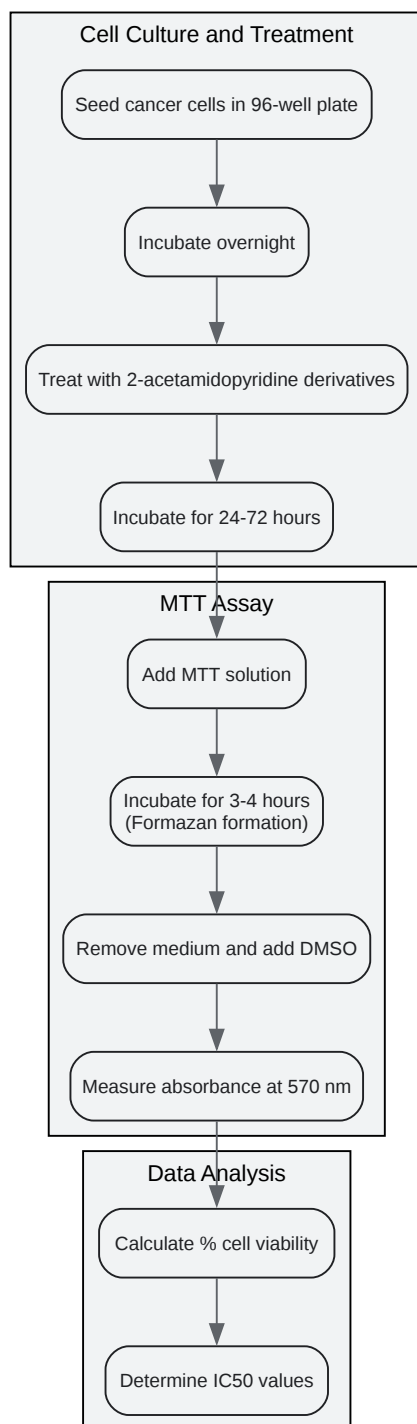 Cell Culture and Treatment
Seed cancer cells in 96-well plate
Incubate overnight
Treat with 2-acetamidopyridine derivatives
Incubate for 24-72 hours
MTT Assay
Add MTT solution
Incubate for 3-4 hours
(Formazan formation)
Remove medium and add DMSO
Measure absorbance at 570 nm
Data Analysis
Calculate % cell viability
Determine IC50 values